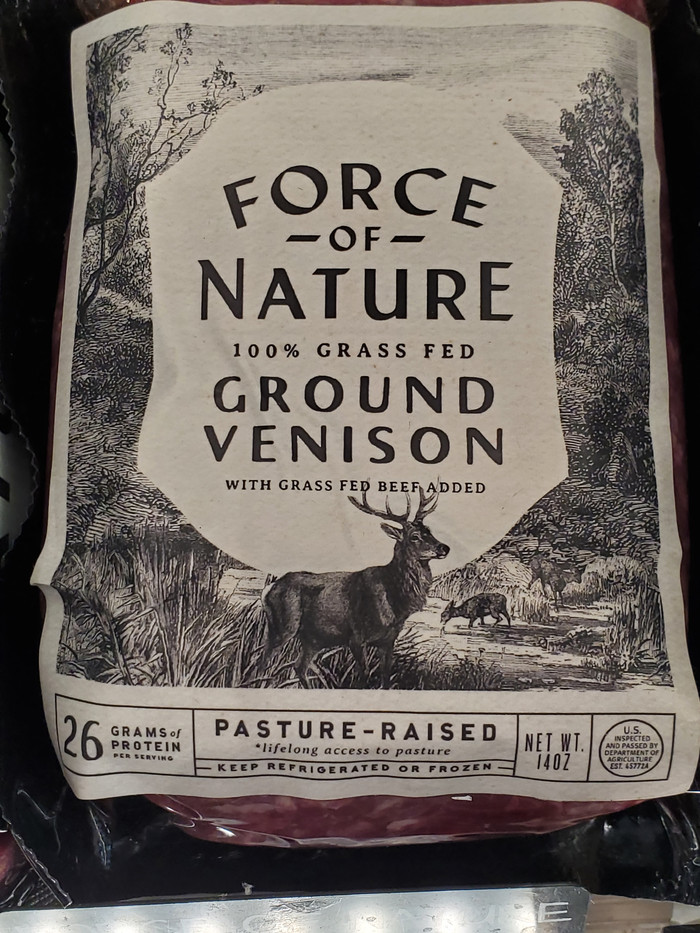 FORCE
-OF-
NATURE
100% GRASS FED
GROUND
VENISON
WITH GRASS FED BEEF ADDED
26
GRAMS of
PROTEIN
PER SERVING
PASTURE-RAISED
*lifelong access to pasture
KEEP REFRIGERATED OR FROZEN
NET WT.
14OZ
U.S.
INSPECTED
AND PASSED BY
DEPARTMENT OF
AGRICULTURE
EST. 45772A